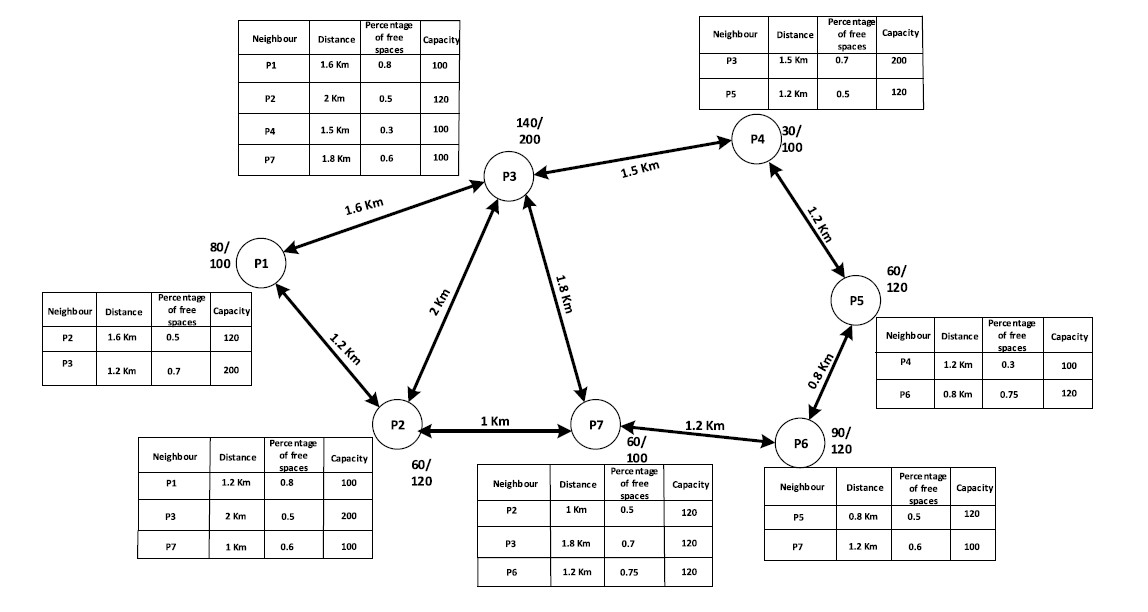 Neighbour Distance Percentage of free spaces Capacity
P1 1.6 Km 0.8 100
P2 2 Km 0.5 120
P4 1.5 Km 0.3 100
P7 1.8 Km 0.6 100
Neighbour Distance Percentage of free spaces Capacity
P3 1.5 Km 0.7 200
P5 1.2 Km 0.5 120
140/
200
P3
P4
30/
100
1.5 Km
1.6 Km
80/
100
P1
1.2 Km
60/
120
P5
2 Km
1.8 Km
Neighbour Distance Percentage of free spaces Capacity
P2 1.6 Km 0.5 120
P3 1.2 Km 0.7 200
Neighbour Distance Percentage of free spaces Capacity
P4 1.2 Km 0.3 100
P6 0.8 Km 0.75 120
1.2 Km
0.8 Km
P2
1 Km
P7
1.2 Km
P6
90/
120
60/
120
60/
100
Neighbour Distance Percentage of free spaces Capacity
P1 1.2 Km 0.8 100
P3 2 Km 0.5 200
P7 1 Km 0.6 100
Neighbour Distance Percentage of free spaces Capacity
P2 1 Km 0.5 120
P3 1.8 Km 0.7 120
P6 1.2 Km 0.75 120
Neighbour Distance Percentage of free spaces Capacity
P5 0.8 Km 0.5 120
P7 1.2 Km 0.6 100